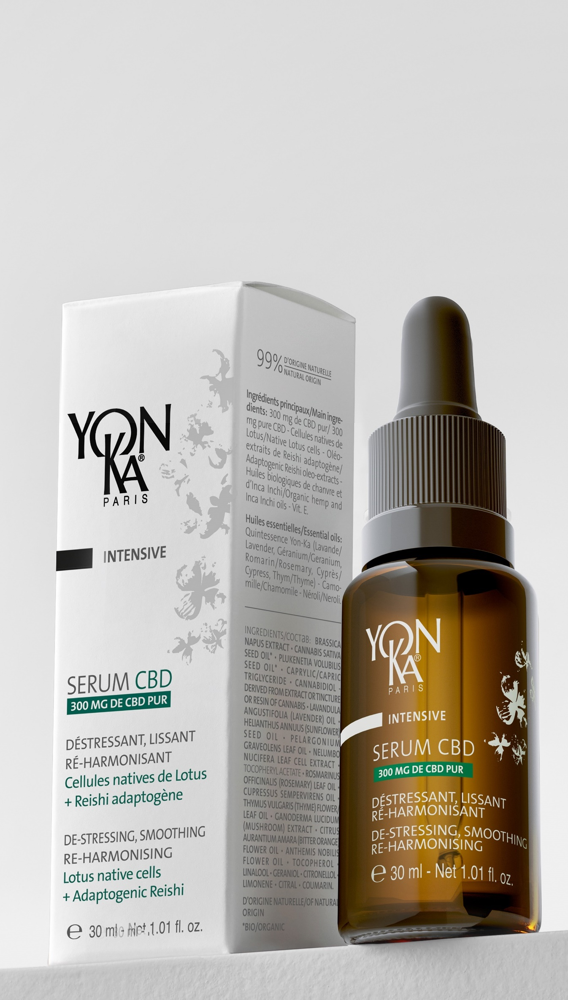 YON
KA®
PARIS
INTENSIVE
SERUM CBD
300 MG DE CBD PUR
DÉSTRESSANT, LISSANT
RÉ-HARMONISANT
Cellules natives de Lotus
+ Reishi adaptogène
DE-STRESSING, SMOOTHING
RE-HARMONISING
Lotus native cells
+ Adaptogenic Reishi
℮ 30 ml - Net 1.01 fl. oz.
99% D'ORIGINE NATURELLE
NATURAL ORIGIN
Ingrédients principaux/Main ingre-
dients: 300 mg de CBD pur/ 300
mg pure CBD - Cellules natives de
Lotus/Native Lotus cells - Oléo-
extraits de Reishi adaptogène/
Adaptogenic Reishi oleo-extracts -
Huiles biologiques de chanvre et
d'Inca Inchi/Organic hemp and
Inca Inchi oils - Vit. E.
Huiles essentielles/Essential oils:
Quintessence Yon-Ka (Lavande/
Lavender, Géranium/Geranium,
Romarin/Rosemary, Cyprès/
Cypress, Thym/Thyme) - Camo-
mille/Chamomile - Néroli/Neroli.
INGREDIENTS/COCTaB: BRASSICA
NAPUS EXTRACT • CANNABIS SATIVA
SEED OIL* • PLUKENETIA VOLUBILIS
SEED OIL* • CAPRYLIC/CAPRIC
TRIGLYCERIDE • CANNABIDIOL -
DERIVED FROM EXTRACT OR TINCTURE
OR RESIN OF CANNABIS • LAVANDULA
ANGUSTIFOLIA (LAVENDER) OIL •
HELIANTHUS ANNUUS (SUNFLOWER)
SEED OIL • PELARGONIUM
GRAVEOLENS LEAF OIL • NELUMBO
NUCIFERA LEAF CELL EXTRACT •
TOCOPHERYL ACETATE • ROSMARINUS
OFFICINALIS (ROSEMARY) LEAF OIL •
CUPRESSUS SEMPERVIRENS OIL •
THYMUS VULGARIS (THYME) FLOWER/
LEAF OIL • GANODERMA LUCIDUM
(MUSHROOM) EXTRACT • CITRUS
AURANTIUM AMARA (BITTER ORANGE)
FLOWER OIL • ANTHEMIS NOBILIS
FLOWER OIL • TOCOPHEROL •
LINALOOL • GERANIOL • CITRONELLOL •
LIMONENE • CITRAL • COUMARIN.
D'ORIGINE NATURELLE/OF NATURAL
ORIGIN
*BIO/ORGANIC
YON
KA®
PARIS
INTENSIVE
SERUM CBD
300 MG DE CBD PUR
DÉSTRESSANT, LISSANT
RÉ-HARMONISANT
DE-STRESSING, SMOOTHING
RE-HARMONISING
℮ 30 ml - Net 1.01 fl. oz.